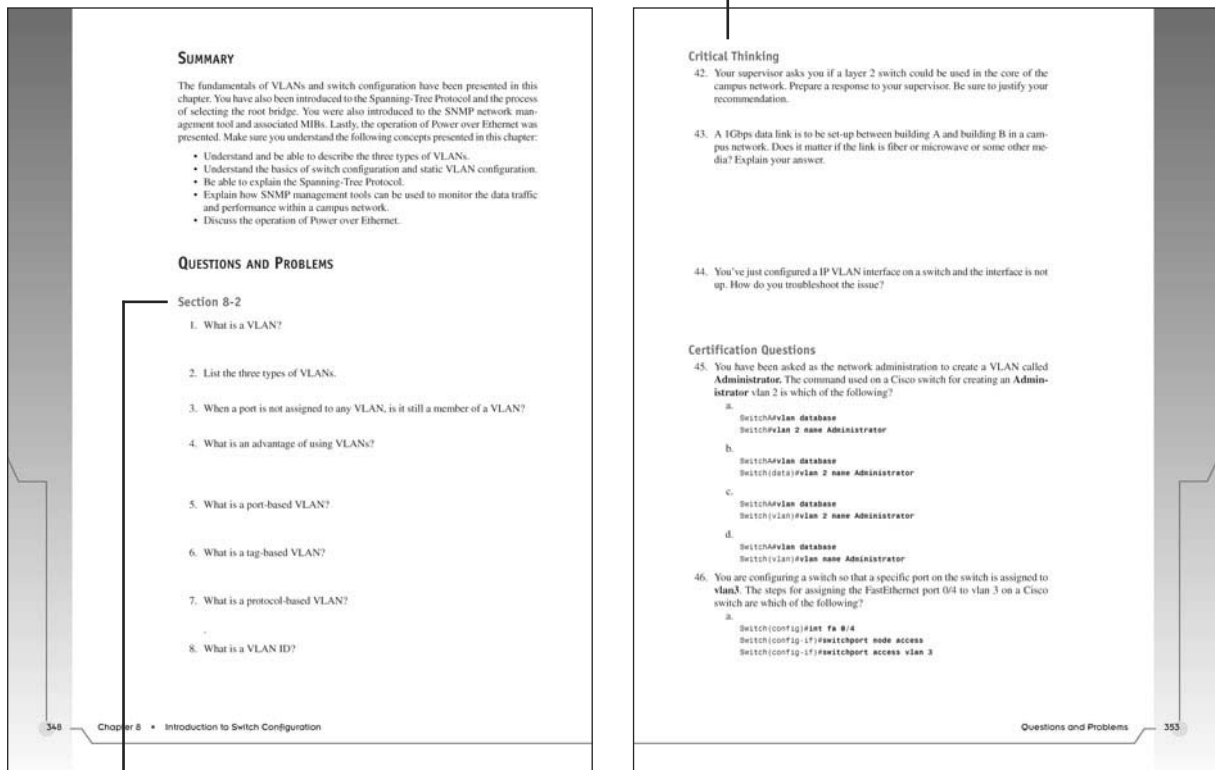 SUMMARY
The fundamentals of VLANs and switch configuration have been presented in this
chapter. You have also been introduced to the Spanning-Tree Protocol and the process
of selecting the root bridge. You were also introduced to the SNMP network man-
agement tool and associated MIBs. Lastly, the operation of Power over Ethernet was
presented. Make sure you understand the following concepts presented in this chapter:
• Understand and be able to describe the three types of VLANs.
• Understand the basics of switch configuration and static VLAN configuration.
• Be able to explain the Spanning-Tree Protocol.
• Explain how SNMP management tools can be used to monitor the data traffic
and performance within a campus network.
• Discuss the operation of Power over Ethernet.
QUESTIONS AND PROBLEMS
Section 8-2
1. What is a VLAN?
2. List the three types of VLANs.
3. When a port is not assigned to any VLAN, is it still a member of a VLAN?
4. What is an advantage of using VLANs?
5. What is a port-based VLAN?
6. What is a tag-based VLAN?
7. What is a protocol-based VLAN?
.
8. What is a VLAN ID?
348 Chapter 8 • Introduction to Switch Configuration
Critical Thinking
42. Your supervisor asks you if a layer 2 switch could be used in the core of the
campus network. Prepare a response to your supervisor. Be sure to justify your
recommendation.
43. A 1Gbps data link is to be set-up between building A and building B in a cam-
pus network. Does it matter if the link is fiber or microwave or some other me-
dia? Explain your answer.
44. You've just configured a IP VLAN interface on a switch and the interface is not
up. How do you troubleshoot the issue?
Certification Questions
45. You have been asked as the network administration to create a VLAN called
Administrator. The command used on a Cisco switch for creating an Admin-
istrator vlan 2 is which of the following?
a.
SwitchA#vlan database
Switch#vlan 2 name Administrator
b.
SwitchA#vlan database
Switch(data)#vlan 2 name Administrator
c.
SwitchA#vlan database
Switch(vlan)#vlan 2 name Administrator
d.
SwitchA#vlan database
Switch(vlan)#vlan name Administrator
46. You are configuring a switch so that a specific port on the switch is assigned to
vlan3. The steps for assigning the FastEthernet port 0/4 to vlan 3 on a Cisco
switch are which of the following?
a.
Switch(config)#int fa 0/4
Switch(config-if)#switchport mode access
Switch(config-if)#switchport access vlan 3
Questions and Problems 353